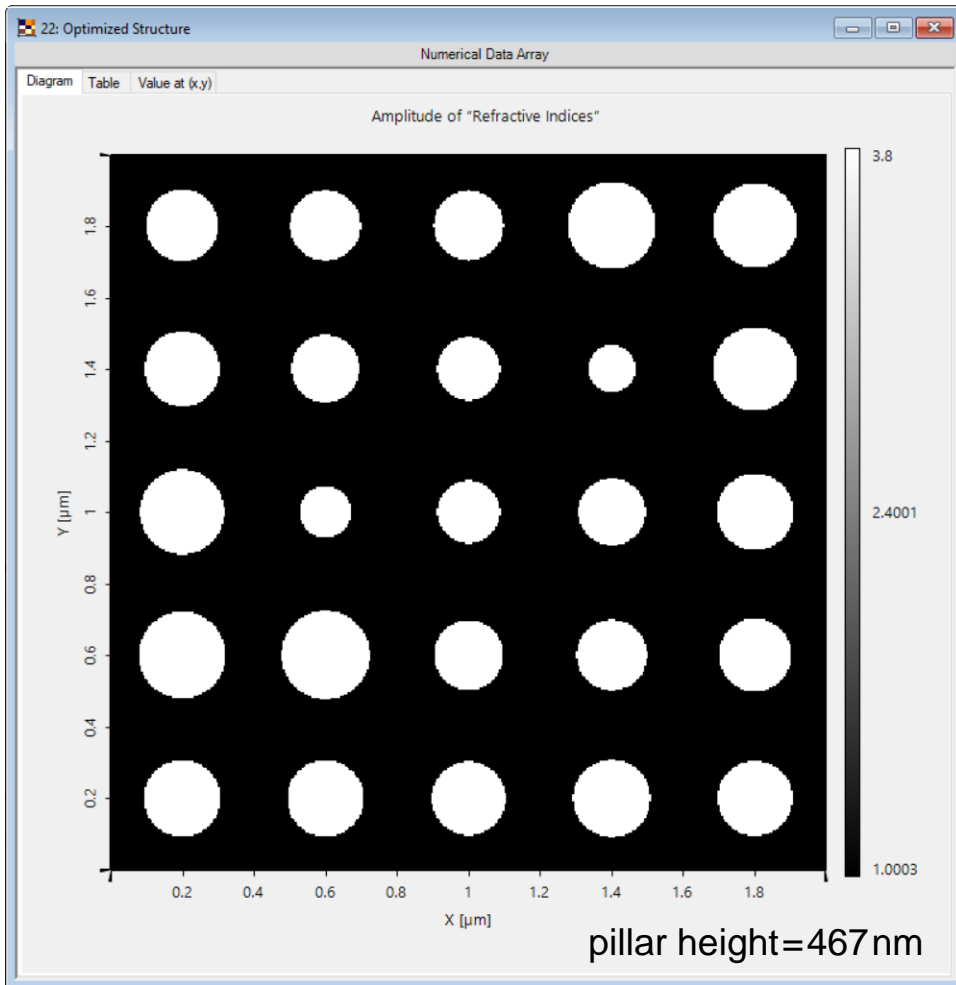 22: Optimized Structure
Numerical Data Array
Diagram Table Value at (x,y)
Amplitude of "Refractive Indices"
3.8
2.4001
1.0003
Y [µm]
1.8
1.6
1.4
1.2
1
0.8
0.6
0.4
0.2
0.2 0.4 0.6 0.8 1 1.2 1.4 1.6 1.8
X [µm]
pillar height=467nm